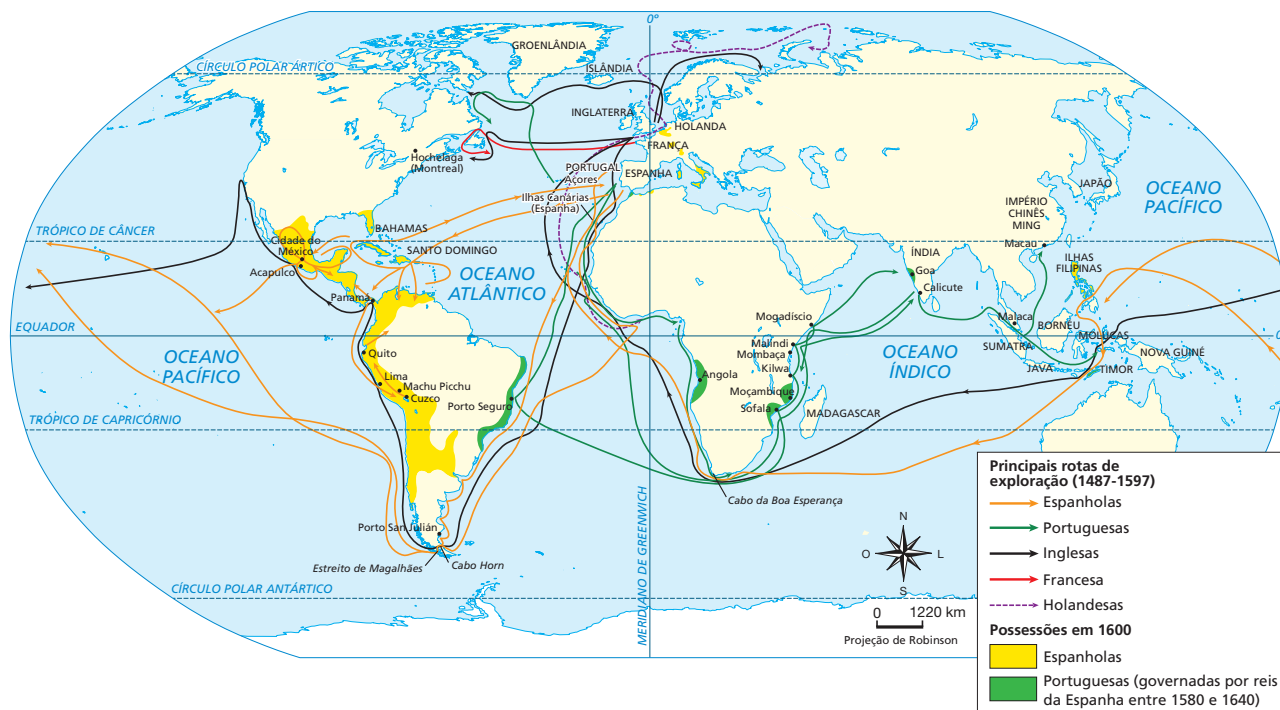 0°
GROENLÂNDIA
CÍRCULO POLAR ÁRTICO
ISLÂNDIA
INGLATERRA
HOLANDA
FRANÇA
Hochelaga
(Montreal)
PORTUGAL
Açores
ESPANHA
Ilhas Canárias
(Espanha)
JAPÃO
OCEANO
PACÍFICO
IMPÉRIO
CHINÊS
MING
TRÓPICO DE CÂNCER
BAHAMAS
Cidade do
México
SANTO DOMINGO
Macau
ÍNDIA
ILHAS
FILIPINAS
Acapulco
OCEANO
ATLÂNTICO
Goa
Calicute
Panamá
Mogadíscio
Malaca
BORNÉU
MOLUCAS
EQUADOR
SUMATRA
OCEANO
PACÍFICO
Quito
Malindi
Mombaça
OCEANO
ÍNDICO
NOVA GUINÉ
JAVA
TIMOR
Kilwa
Lima
Angola
Machu Picchu
Cuzco
Moçambique
Porto Seguro
Sofala
MADAGASCAR
TRÓPICO DE CAPRICÓRNIO
Cabo da Boa Esperança
MERIDIANO DE GREENWICH
Porto San Julián
Estreito de Magalhães
Cabo Horn
CÍRCULO POLAR ANTÁRTICO
N
O
L
S
0 1220 km
Projeção de Robinson
Principais rotas de
exploração (1487-1597)
Espanholas
Portuguesas
Inglesas
Francesa
Holandesas
Possessões em 1600
Espanholas
Portuguesas (governadas por reis
da Espanha entre 1580 e 1640)